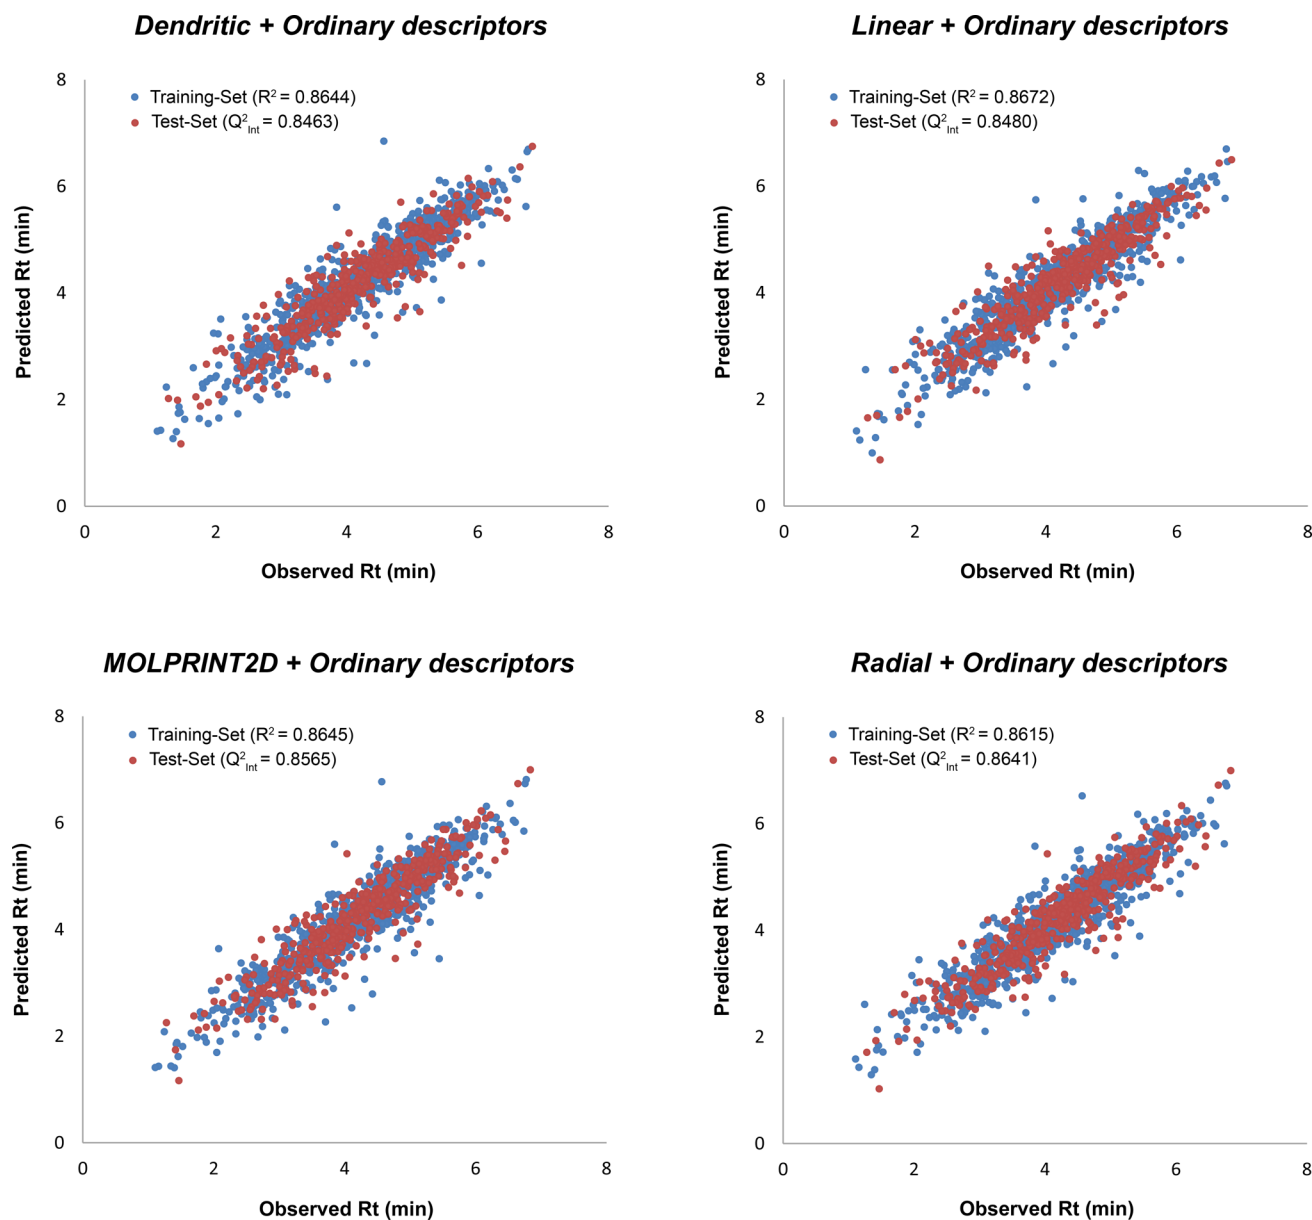 Dendritic + Ordinary descriptors
8
Training-Set (R² = 0.8644)
Test-Set (Q²Int = 0.8463)
6
4
2
0
0 2 4 6 8
Predicted Rt (min)
Observed Rt (min)
Linear + Ordinary descriptors
8
Training-Set (R² = 0.8672)
Test-Set (Q²Int = 0.8480)
6
4
2
0
0 2 4 6 8
Predicted Rt (min)
Observed Rt (min)
MOLPRINT2D + Ordinary descriptors
8
Training-Set (R² = 0.8645)
Test-Set (Q²Int = 0.8565)
6
4
2
0
0 2 4 6 8
Predicted Rt (min)
Observed Rt (min)
Radial + Ordinary descriptors
8
Training-Set (R² = 0.8615)
Test-Set (Q²Int = 0.8641)
6
4
2
0
0 2 4 6 8
Predicted Rt (min)
Observed Rt (min)